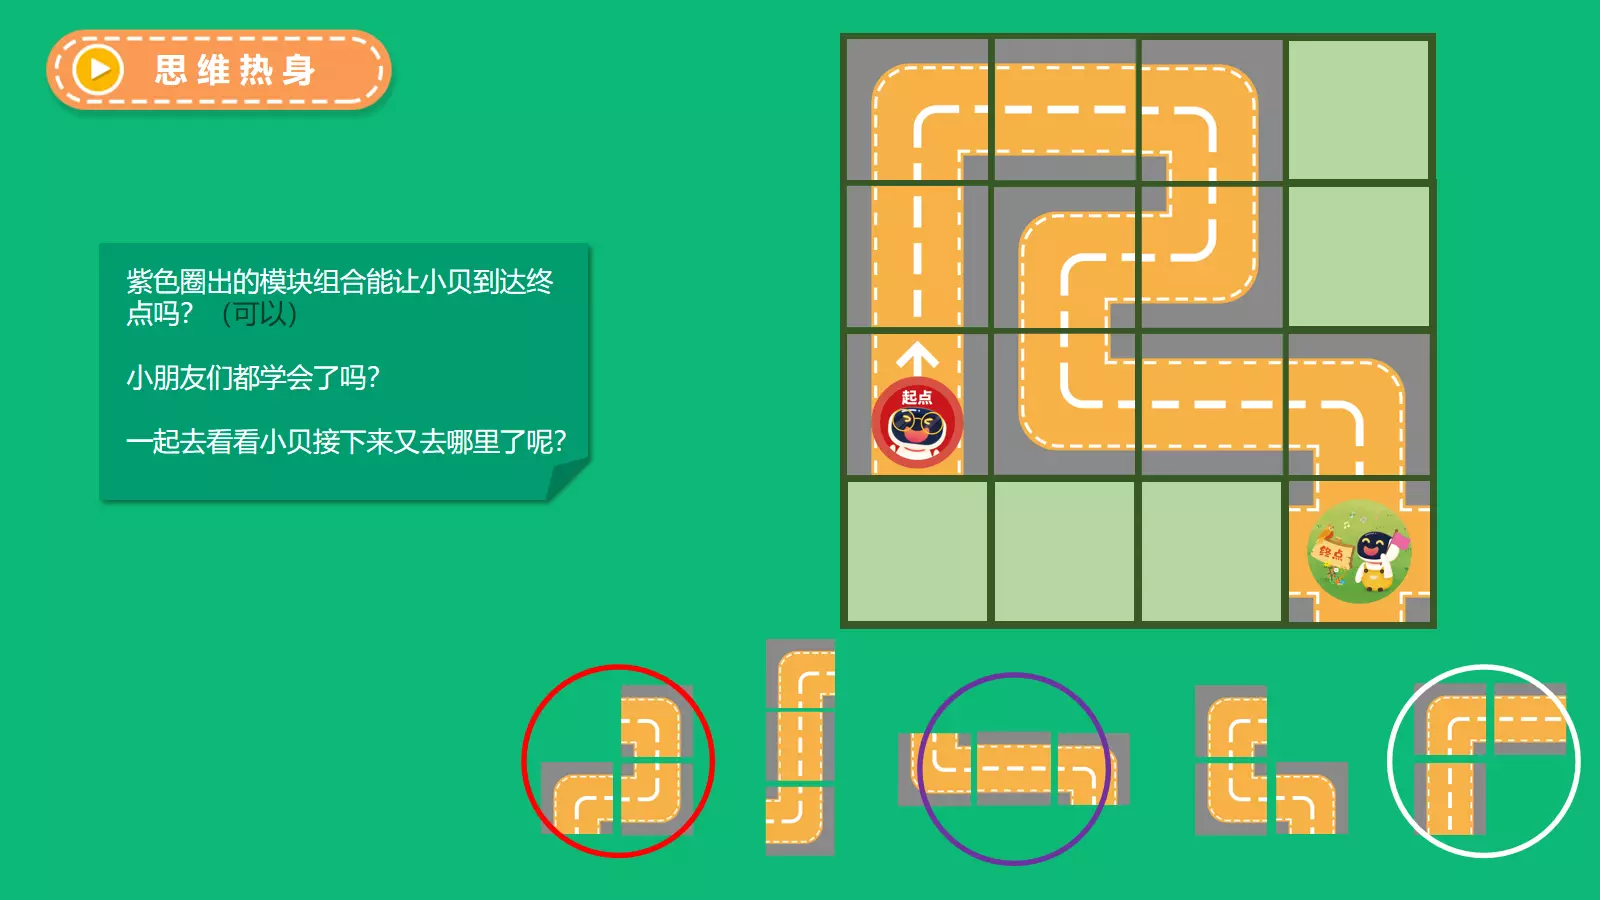 思维热身
紫色圈出的模块组合能让小贝到达终
点吗？（可以）
小朋友们都学会了吗？
一起去看看小贝接下来又去哪里了呢？
起点
终点